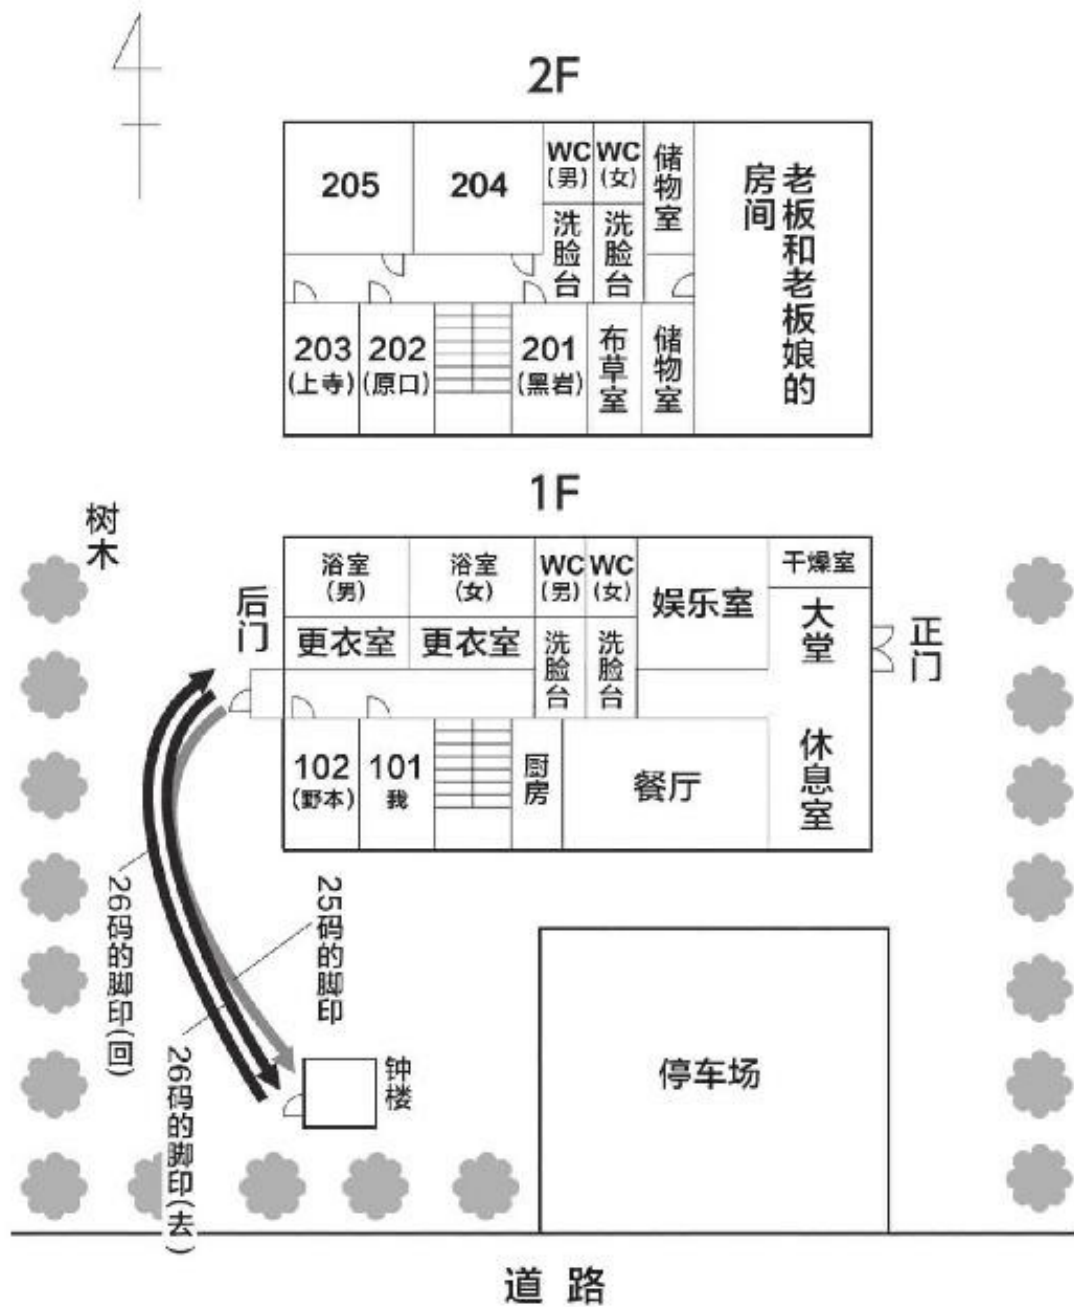 2F
205
204
WC
(男)
WC
(女)
储物室
老板和老板娘的
房间
洗脸台
洗脸台
203
(上寺)
202
(原口)
201
(黑岩)
布草室
储物室
1F
树木
后门
浴室
(男)
浴室
(女)
WC
(男)
WC
(女)
娱乐室
干燥室
大堂
正门
更衣室
更衣室
洗脸台
洗脸台
102
(野本)
101
我
厨房
餐厅
休息室
26码的脚印(回)
25码的脚印
26码的脚印(去)
钟楼
停车场
道路